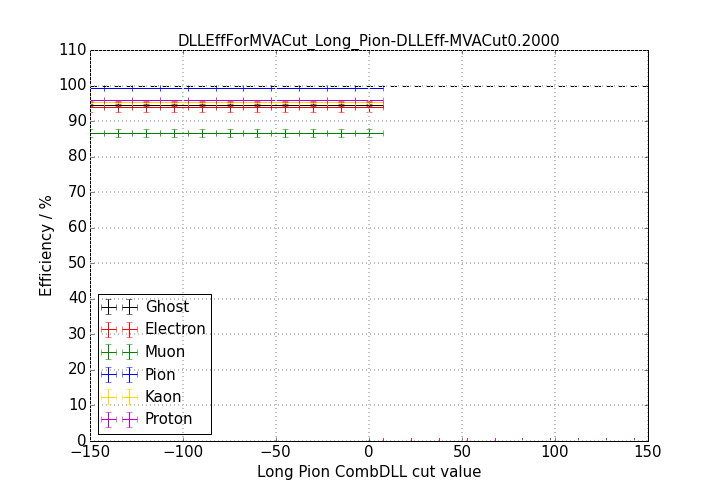 DLLEffForMVACut_Long_Pion-DLLEff-MVACut0.2000
110
100
90
80
70
60
50
40
30
20
10
0
Efficiency / %
Ghost
Electron
Muon
Pion
Kaon
Proton
−150 −100 −50 0 50 100 150
Long Pion CombDLL cut value